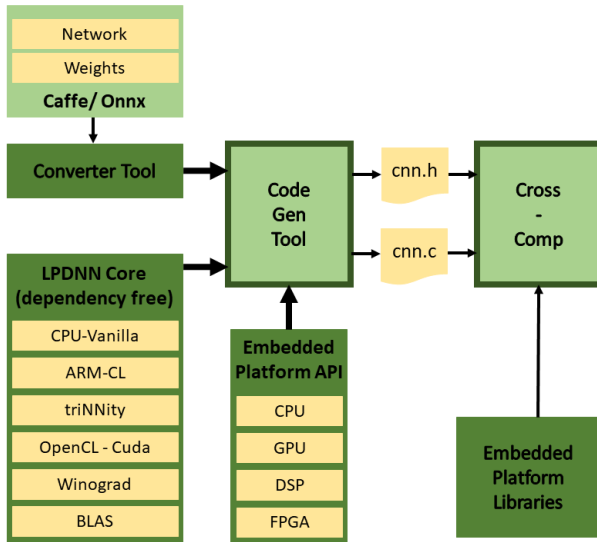 Network
Weights
Caffe/ Onnx
Converter Tool
Code
Gen
Tool
cnn.h
cnn.c
Cross
-
Comp
LPDNN Core
(dependency free)
CPU-Vanilla
ARM-CL
triNNity
OpenCL - Cuda
Winograd
BLAS
Embedded
Platform API
CPU
GPU
DSP
FPGA
Embedded
Platform
Libraries